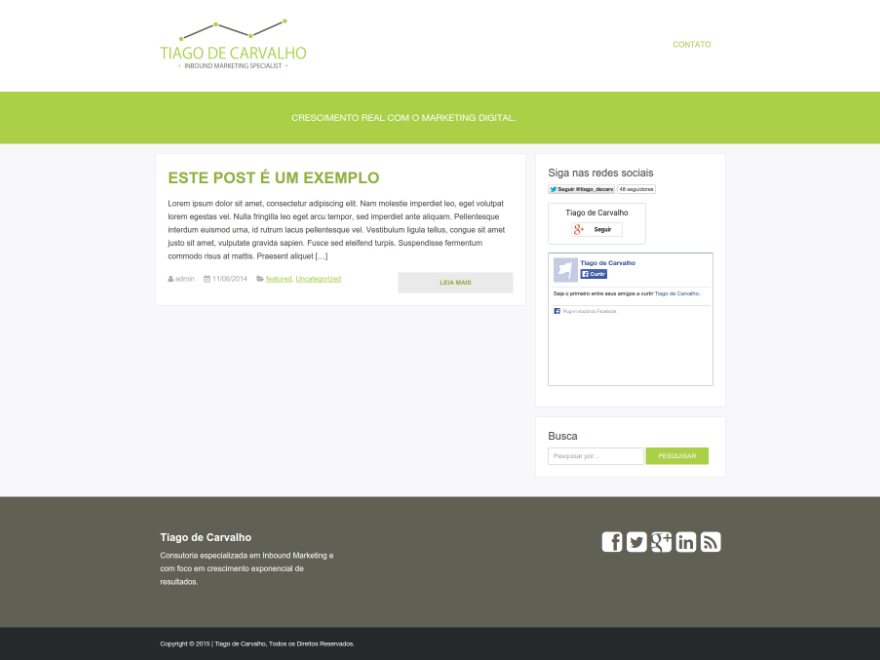 TIAGO DE CARVALHO
INBOUND MARKETING SPECIALIST
CONTATO
CRESCIMENTO REAL COM O MARKETING DIGITAL.
ESTE POST É UM EXEMPLO
Lorem ipsum dolor sit amet, consectetur adipiscing elit. Nam molestie imperdiet leo, eget volutpat
lorem egestas vel. Nulla fringilla leo eget arcu tempor, sed imperdiet ante aliquam. Pellentesque
interdum euismod urna, id rutrum lacus pellentesque vel. Vestibulum ligula tellus, congue sit amet
justo sit amet, vulputate gravida sapien. Fusce sed eleifend turpis. Suspendisse fermentum
commodo risus at mattis. Praesent aliquet [...]
admin 11/06/2014 featured, Uncategorized
LEIA MAIS
Siga nas redes sociais
Seguir @tiago_decarv 48 seguidores
Tiago de Carvalho
Seguir
Tiago de Carvalho
Curtir
Seja o primeiro entre seus amigos a curtir Tiago de Carvalho.
Plug-in social do Facebook
Busca
Pesquisar por...
PESQUISAR
Tiago de Carvalho
Consutoria especializada em Inbound Marketing e
com foco em crescimento exponencial de
resultados.
Copyright © 2015 | Tiago de Carvalho, Todos os Direitos Reservados.